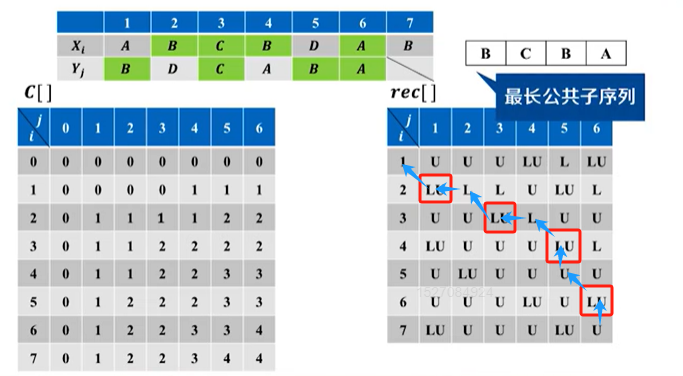 1 2 3 4 5 6 7
Xi A B C B D A B
Yj B D C A B A
B C B A
最长公共子序列
C[]
j
i
0 1 2 3 4 5 6
0 0 0 0 0 0 0 0
1 0 0 0 0 1 1 1
2 0 1 1 1 1 2 2
3 0 1 1 2 2 2 2
4 0 1 1 2 2 3 3
5 0 1 2 2 2 3 3
6 0 1 2 2 3 3 4
7 0 1 2 2 3 4 4
rec[]
j
i
1 2 3 4 5 6
1 U U U LU L LU
2 LU L L U LU L
3 U U LU L U U
4 LU U U U LU L
5 U LU U U U U
6 U U U LU U LU
7 LU U U U LU U
1527084924